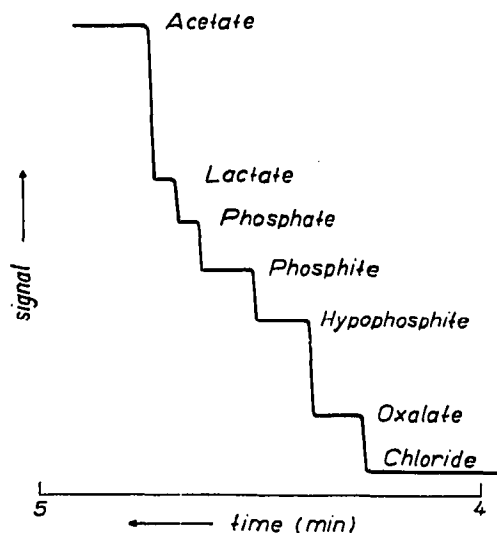 Acetate
Lactate
Phosphate
Phosphite
Hypophosphite
Oxalate
Chloride
signal
5
4
time (min)